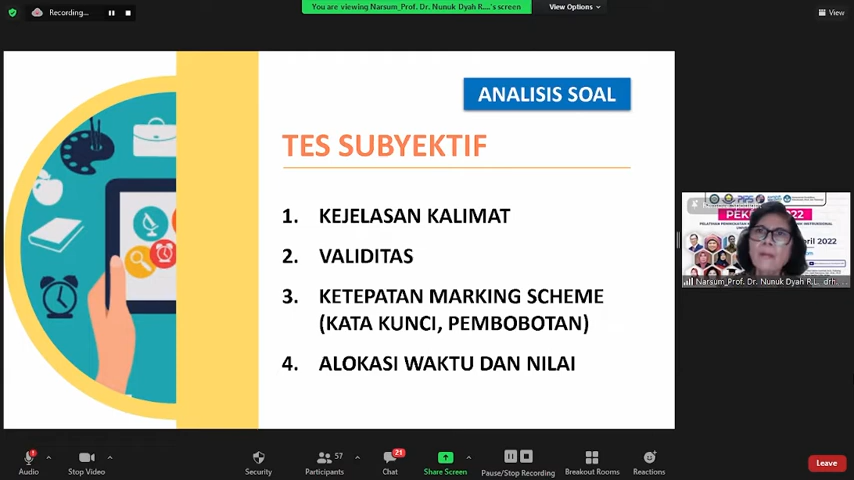 Recording...
You are viewing Narsum_Prof. Dr. Nunuk Dyah R....'s screen
View Options
View
ANALISIS SOAL
TES SUBYEKTIF
1. KEJELASAN KALIMAT
2. VALIDITAS
3. KETEPATAN MARKING SCHEME
(KATA KUNCI, PEMBOBOTAN)
4. ALOKASI WAKTU DAN NILAI
2022
Narsum_Prof. Dr. Nunuk Dyah R.L. drh. ...
Audio
Stop Video
Security
57
Participants
21
Chat
Share Screen
Pause/Stop Recording
Breakout Rooms
Reactions
Leave